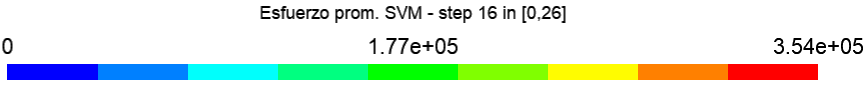 Esfuerzo prom. SVM - step 16 in [0,26]
0 1.77e+05 3.54e+05